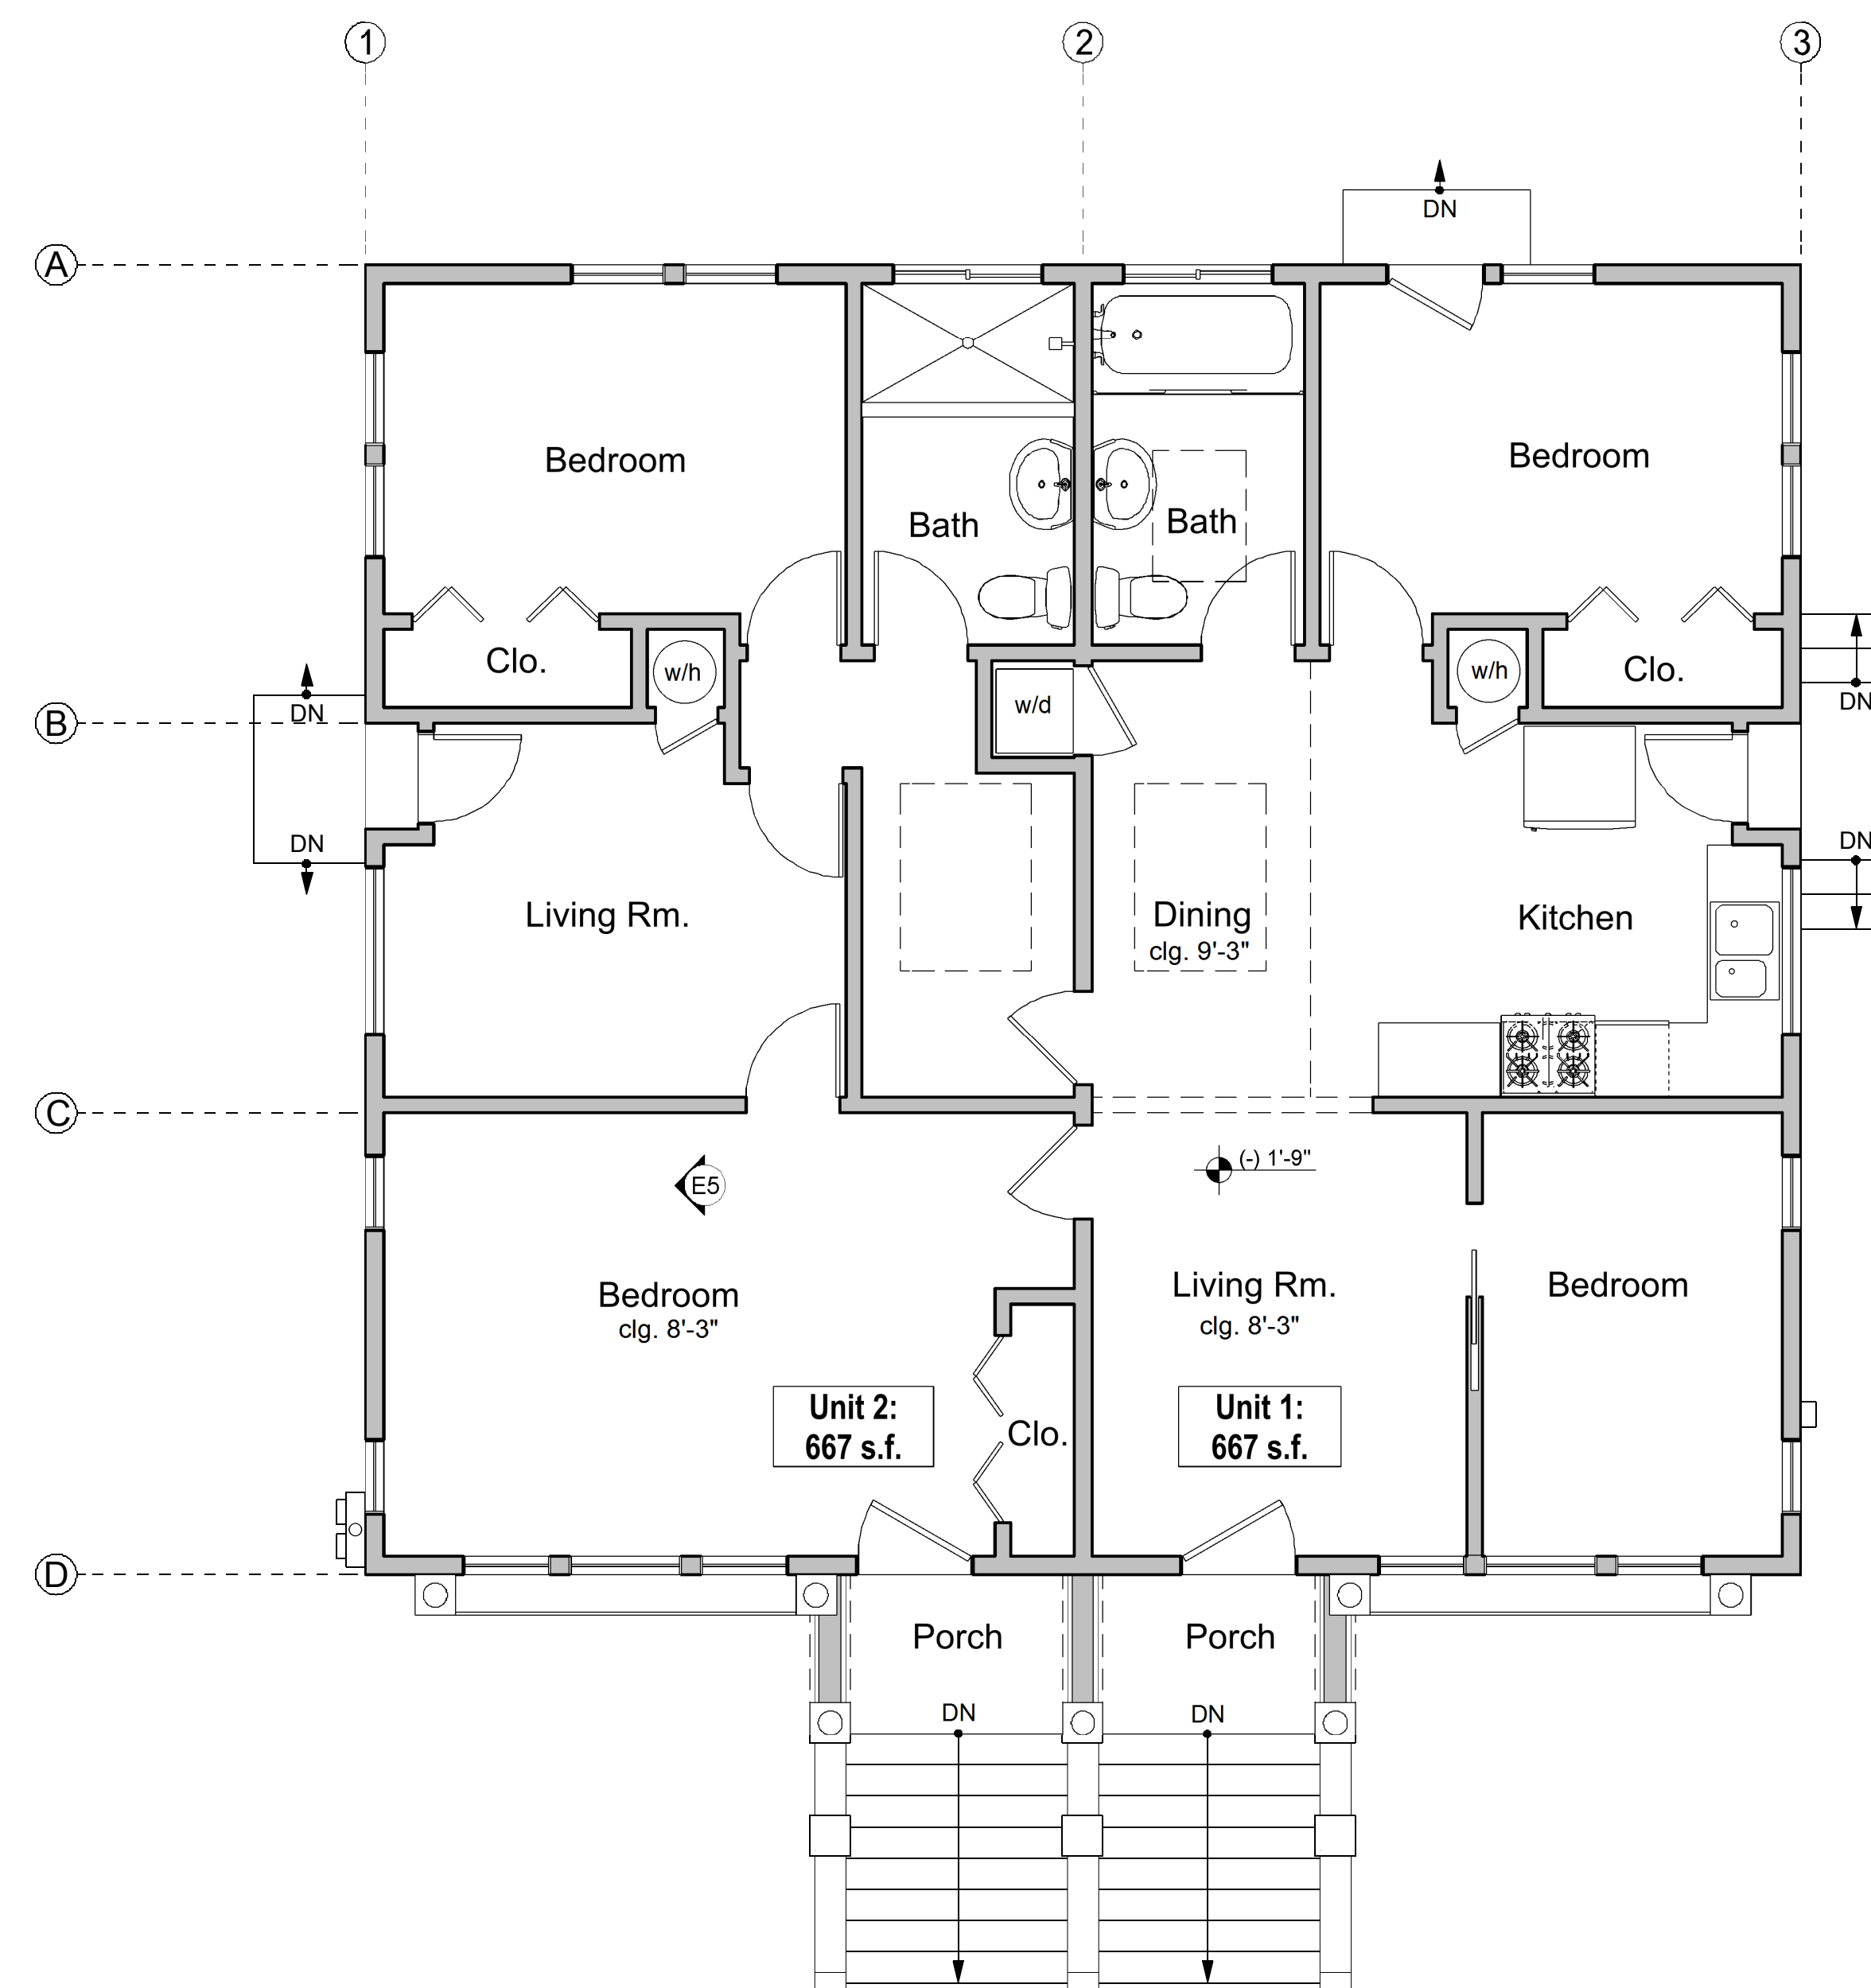 1
2
3
DN
A
Bedroom
Bedroom
Bath
Bath
Clo.
w/h
w/h
Clo.
w/d
DN
DN
B
DN
DN
Living Rm.
Dining
clg. 9'-3"
Kitchen
C
(-) 1'-9"
E5
Bedroom
clg. 8'-3"
Living Rm.
clg. 8'-3"
Bedroom
Unit 2:
667 s.f.
Unit 1:
667 s.f.
Clo.
D
Porch
Porch
DN
DN